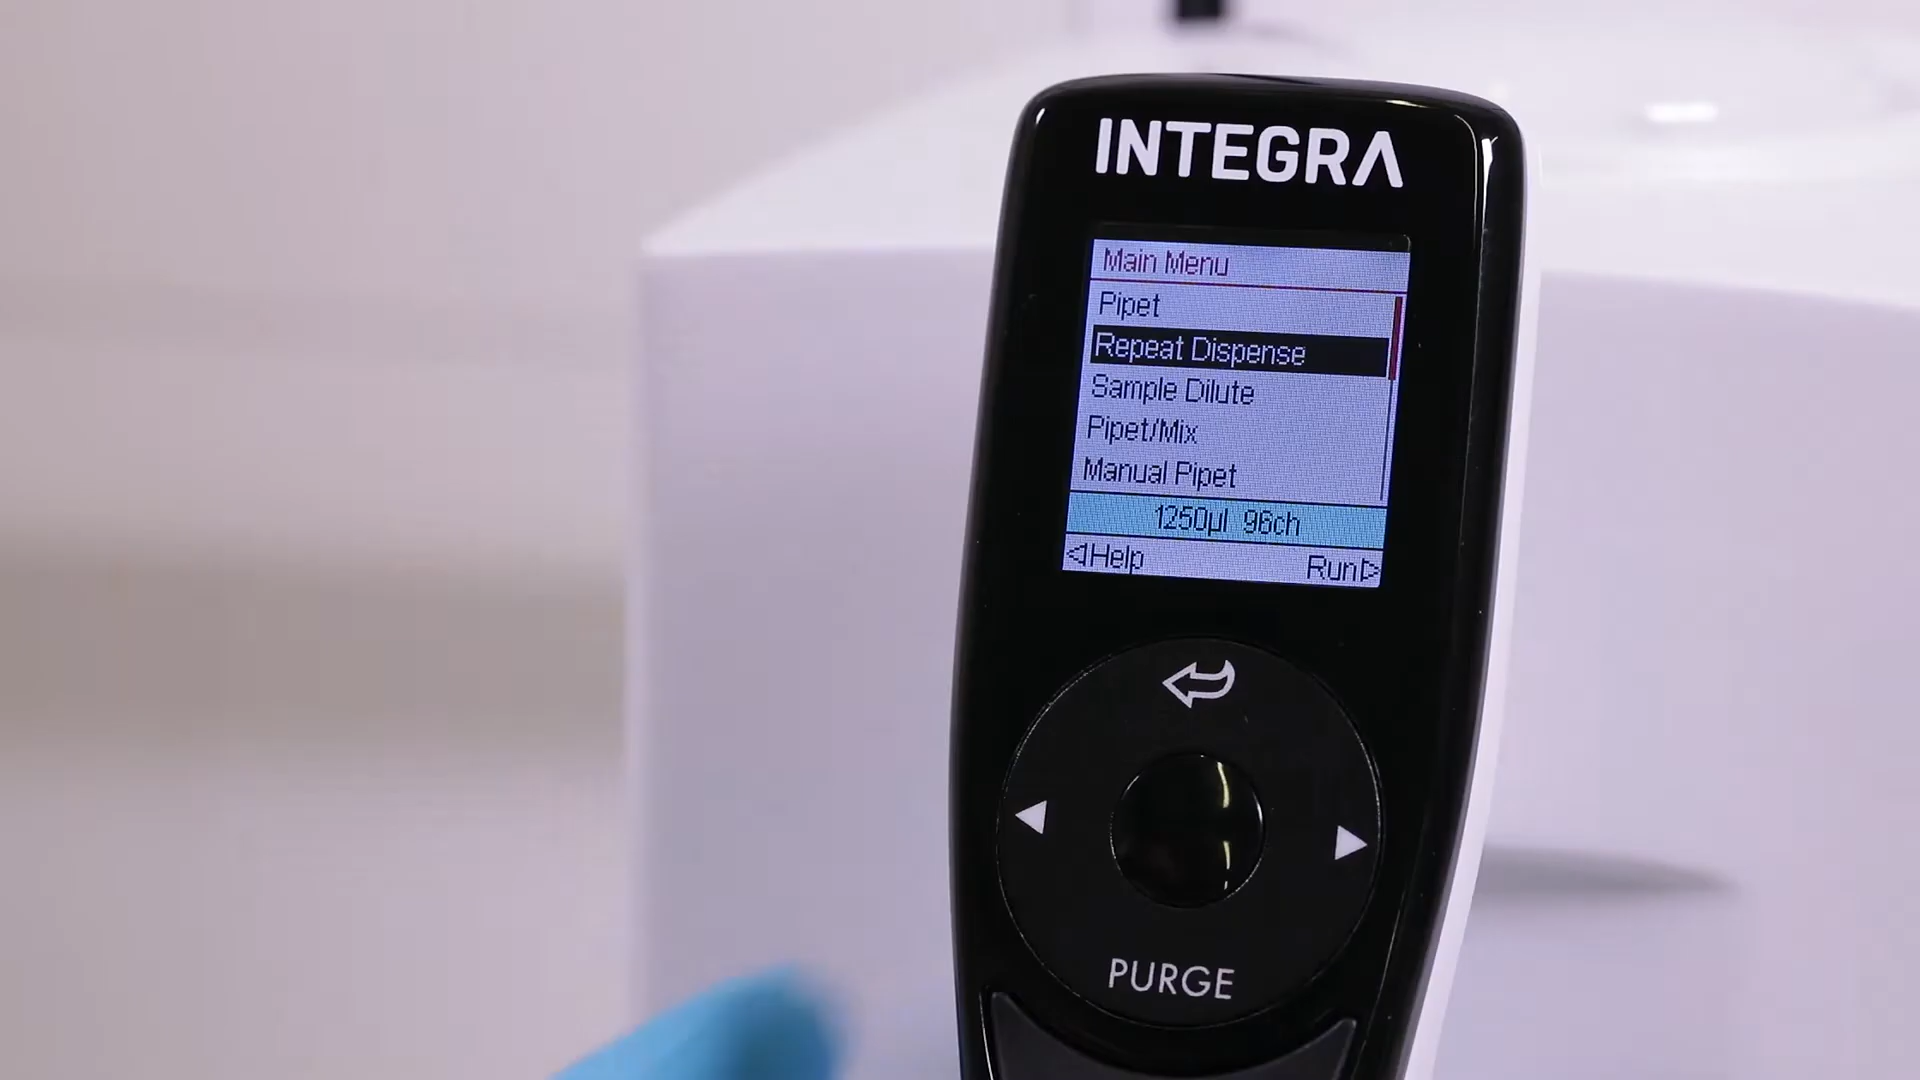 INTEGRA
Main Menu
Pipet
Repeat Dispense
Sample Dilute
Pipet/Mix
Manual Pipet
1250µl 96ch
Help Run
PURGE